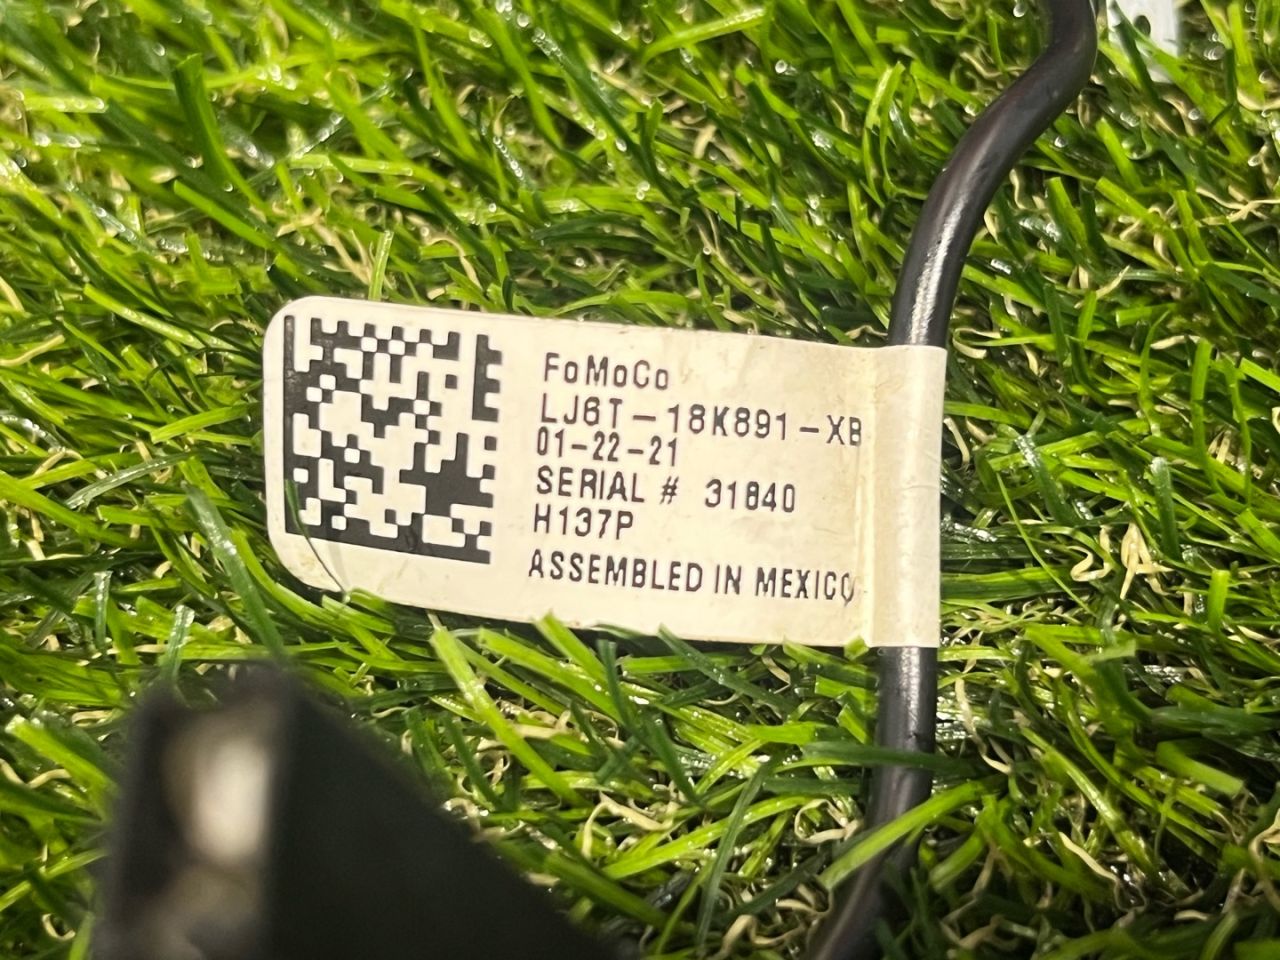 FoMoCo
LJ6T-18K891-XB
01-22-21
SERIAL # 31840
H137P
ASSEMBLED IN MEXICO